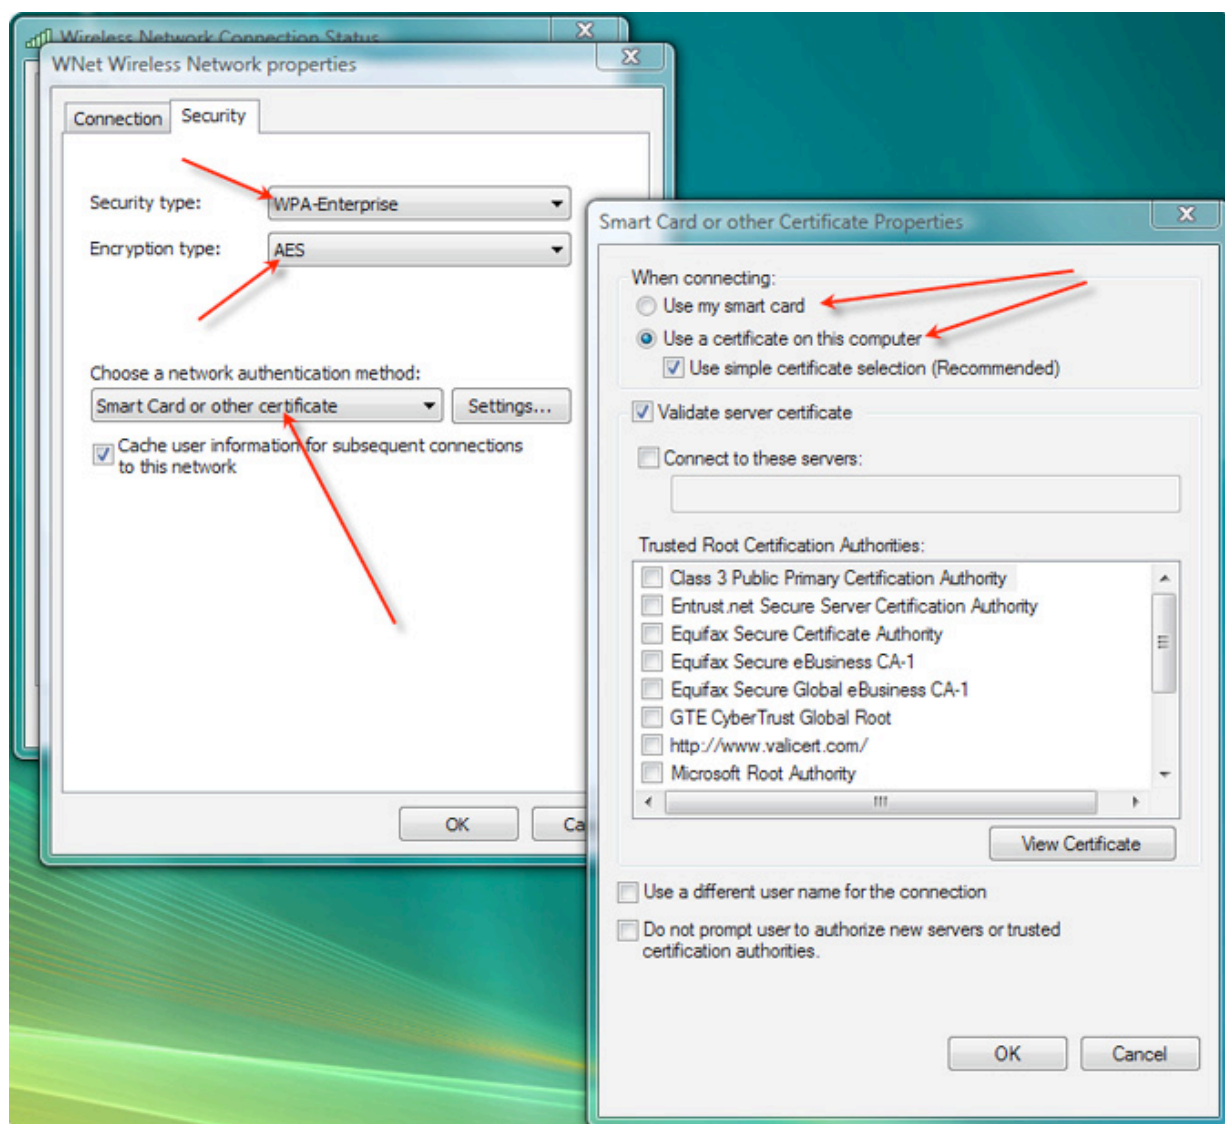 Wireless Network Connection Status
WNet Wireless Network properties
Connection
Security
Security type:
WPA-Enterprise
Encryption type:
AES
Choose a network authentication method:
Smart Card or other certificate
Settings...
Cache user information for subsequent connections
to this network
OK
Ca
Smart Card or other Certificate Properties
When connecting:
Use my smart card
Use a certificate on this computer
Use simple certificate selection (Recommended)
Validate server certificate
Connect to these servers:
Trusted Root Certification Authorities:
Class 3 Public Primary Certification Authority
Entrust.net Secure Server Certification Authority
Equifax Secure Certificate Authority
Equifax Secure eBusiness CA-1
Equifax Secure Global eBusiness CA-1
GTE CyberTrust Global Root
http://www.valicert.com/
Microsoft Root Authority
View Certificate
Use a different user name for the connection
Do not prompt user to authorize new servers or trusted
certification authorities.
OK
Cancel